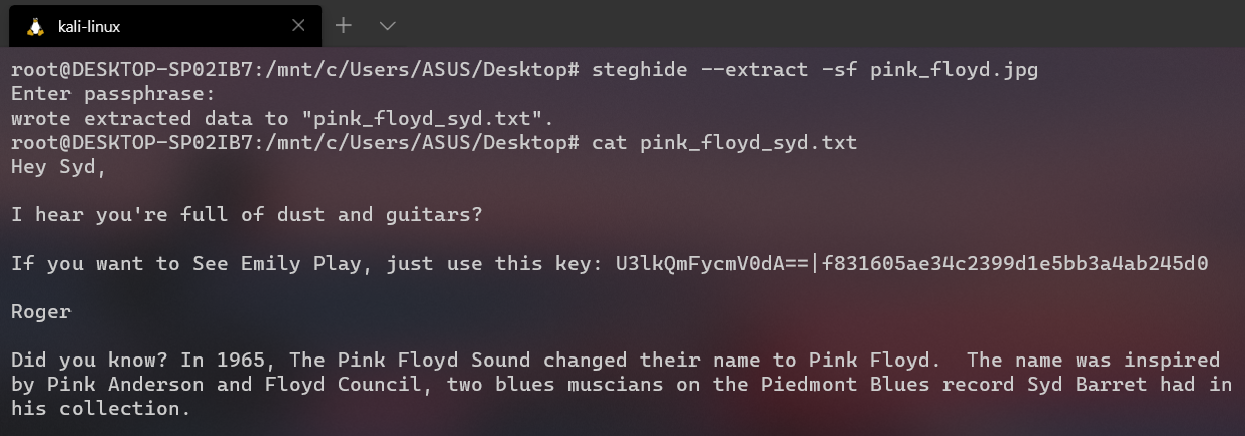 kali-linux
root@DESKTOP-SP02IB7:/mnt/c/Users/ASUS/Desktop# steghide --extract -sf pink_floyd.jpg
Enter passphrase:
wrote extracted data to "pink_floyd_syd.txt".
root@DESKTOP-SP02IB7:/mnt/c/Users/ASUS/Desktop# cat pink_floyd_syd.txt
Hey Syd,
I hear you're full of dust and guitars?
If you want to See Emily Play, just use this key: U3lkQmFycmV0dA==|f831605ae34c2399d1e5bb3a4ab245d0
Roger
Did you know? In 1965, The Pink Floyd Sound changed their name to Pink Floyd.  The name was inspired
by Pink Anderson and Floyd Council, two blues muscians on the Piedmont Blues record Syd Barret had in
his collection.